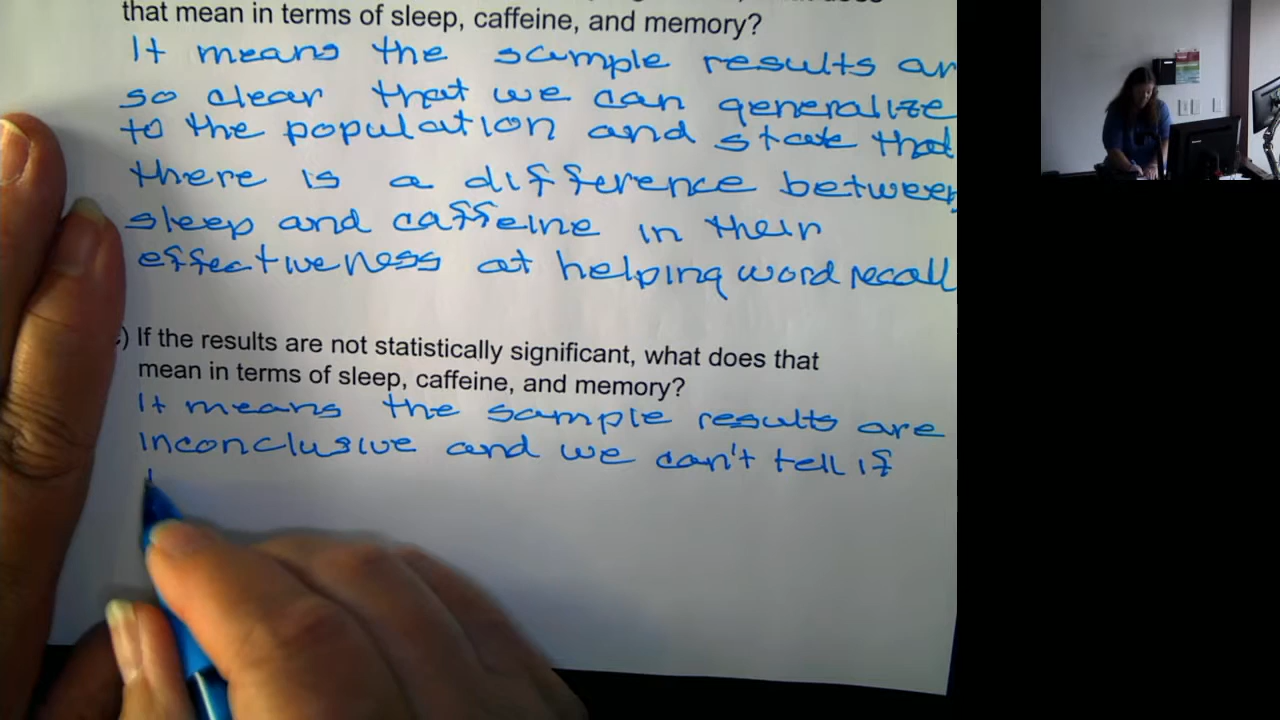 that mean in terms of sleep, caffeine, and memory?
It means the sample results ar
so clear that we can generalize
to the population and state that
there is a difference between
sleep and caffeine in their
effectiveness at helping word recall
) If the results are not statistically significant, what does that
mean in terms of sleep, caffeine, and memory?
It means the sample results are
inconclusive and we can't tell if